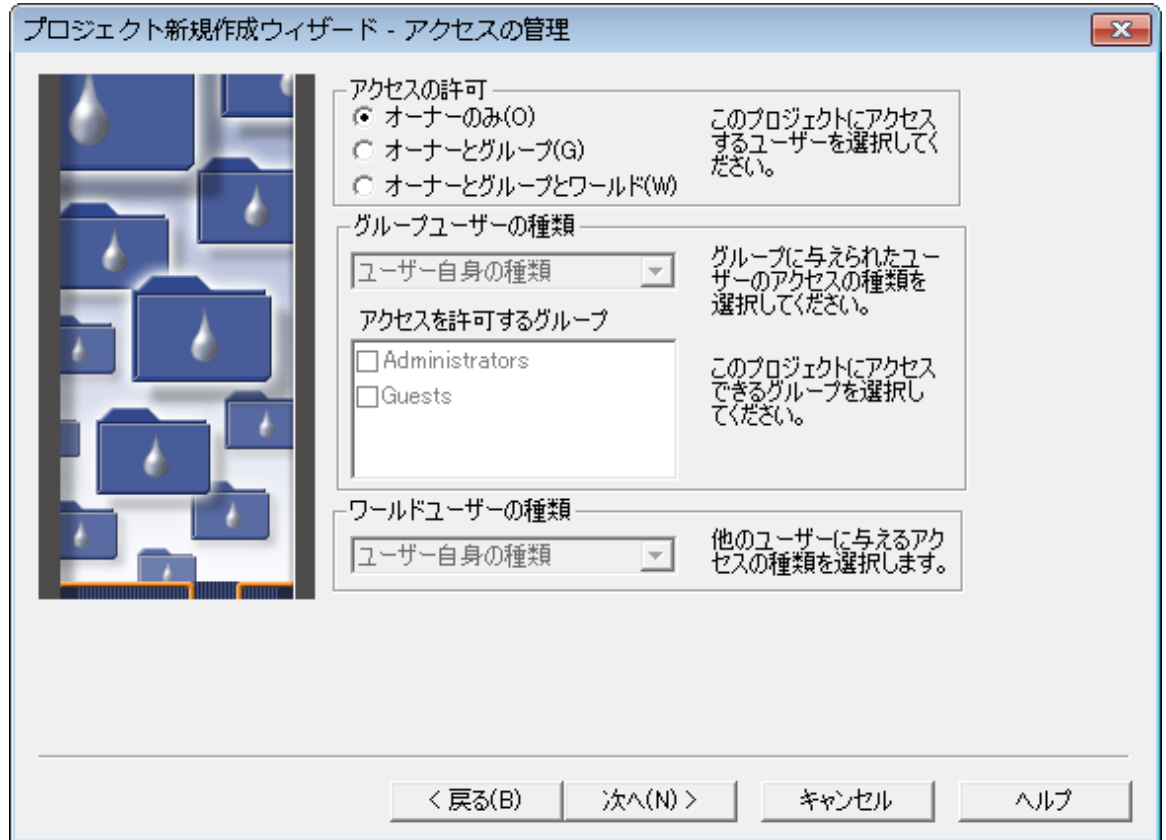 プロジェクト新規作成ウィザード - アクセスの管理
アクセスの許可
オーナーのみ(O)
オーナーとグループ(G)
オーナーとグループとワールド(W)
このプロジェクトにアクセス
するユーザーを選択してく
ださい。
グループユーザーの種類
ユーザー自身の種類
グループに与えられたユー
ザーのアクセスの種類を
選択してください。
アクセスを許可するグループ
Administrators
Guests
このプロジェクトにアクセス
できるグループを選択し
てください。
ワールドユーザーの種類
ユーザー自身の種類
他のユーザーに与えるアク
セスの種類を選択します。
< 戻る(B)
次へ(N) >
キャンセル
ヘルプ